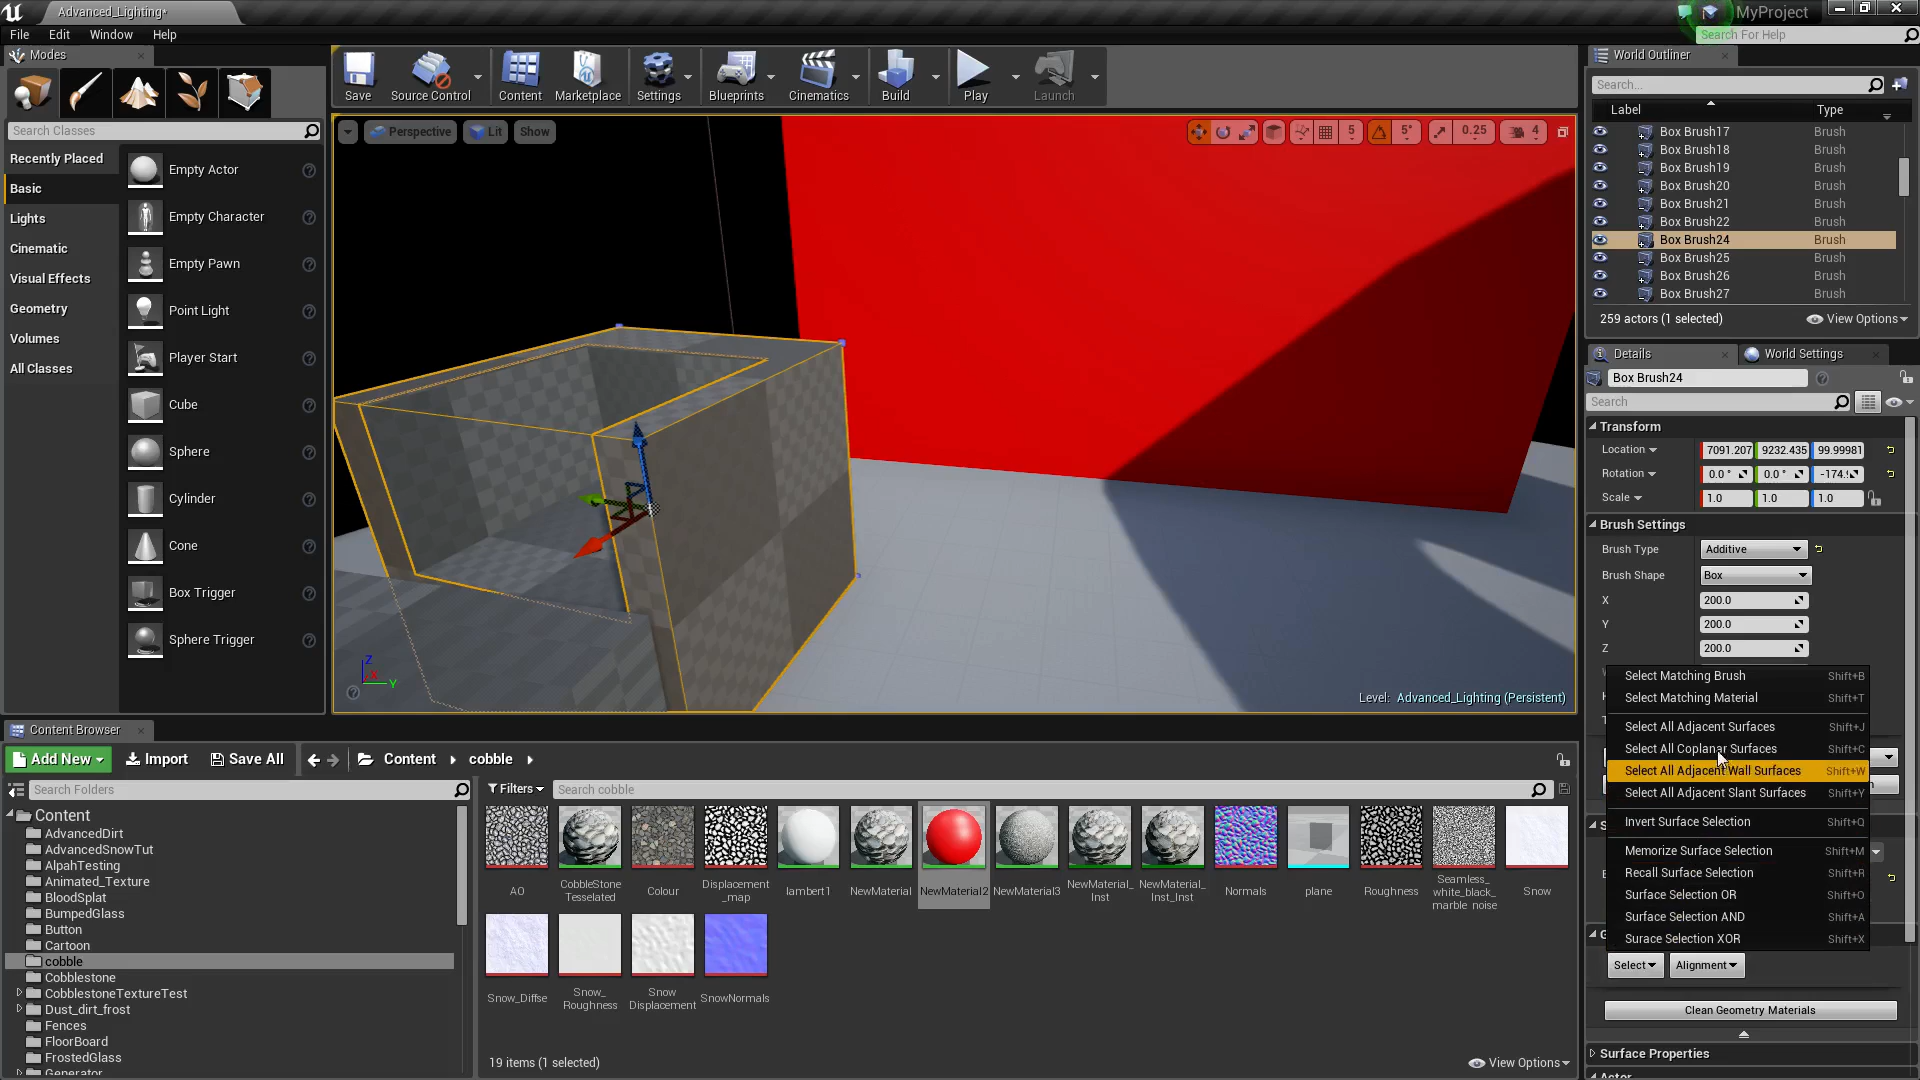 Advanced_Lighting*
MyProject
File Edit Window Help
Search For Help
Modes
Search Classes
Recently Placed
Basic
Lights
Cinematic
Visual Effects
Geometry
Volumes
All Classes
Empty Actor
Empty Character
Empty Pawn
Point Light
Player Start
Cube
Sphere
Cylinder
Cone
Box Trigger
Sphere Trigger
Save Source Control Content Marketplace Settings Blueprints Cinematics Build Play Launch
Perspective Lit Show
5 5° 0.25 4
Z
X
Y
Level: Advanced_Lighting (Persistent)
World Outliner
Search...
Label Type
Box Brush17 Brush
Box Brush18 Brush
Box Brush19 Brush
Box Brush20 Brush
Box Brush21 Brush
Box Brush22 Brush
Box Brush24 Brush
Box Brush25 Brush
Box Brush26 Brush
Box Brush27 Brush
259 actors (1 selected) View Options
Details World Settings
Box Brush24
Search
Transform
Location 7091.207 9232.435 99.99981
Rotation 0.0 ° 0.0 ° -174.
Scale 1.0 1.0 1.0
Brush Settings
Brush Type Additive
Brush Shape Box
X 200.0
Y 200.0
Z 200.0
Select Matching Brush Shift+B
Select Matching Material Shift+T
Select All Adjacent Surfaces Shift+J
Select All Coplanar Surfaces Shift+C
Select All Adjacent Wall Surfaces Shift+W
Select All Adjacent Slant Surfaces Shift+Y
Invert Surface Selection Shift+Q
Memorize Surface Selection Shift+M
Recall Surface Selection Shift+R
Surface Selection OR Shift+O
Surface Selection AND Shift+A
Surace Selection XOR Shift+X
Select Alignment
Clean Geometry Materials
Surface Properties
Actor
Content Browser
Add New Import Save All Content cobble
Search Folders
Content
AdvancedDirt
AdvancedSnowTut
AlpahTesting
Animated_Texture
BloodSplat
BumpedGlass
Button
Cartoon
cobble
Cobblestone
CobblestoneTextureTest
Dust_dirt_frost
Fences
FloorBoard
FrostedGlass
Generator
Filters Search cobble
AO
CobbleStone
Tesselated
Colour
Displacement
_map
lambert1
NewMaterial
NewMaterial2
NewMaterial3
NewMaterial_
Inst
NewMaterial_
Inst_Inst
Normals
plane
Roughness
Seamless_
white_black_
marble_noise
Snow
Snow_Diffse
Snow_
Roughness
Snow
Displacement
SnowNormals
19 items (1 selected) View Options